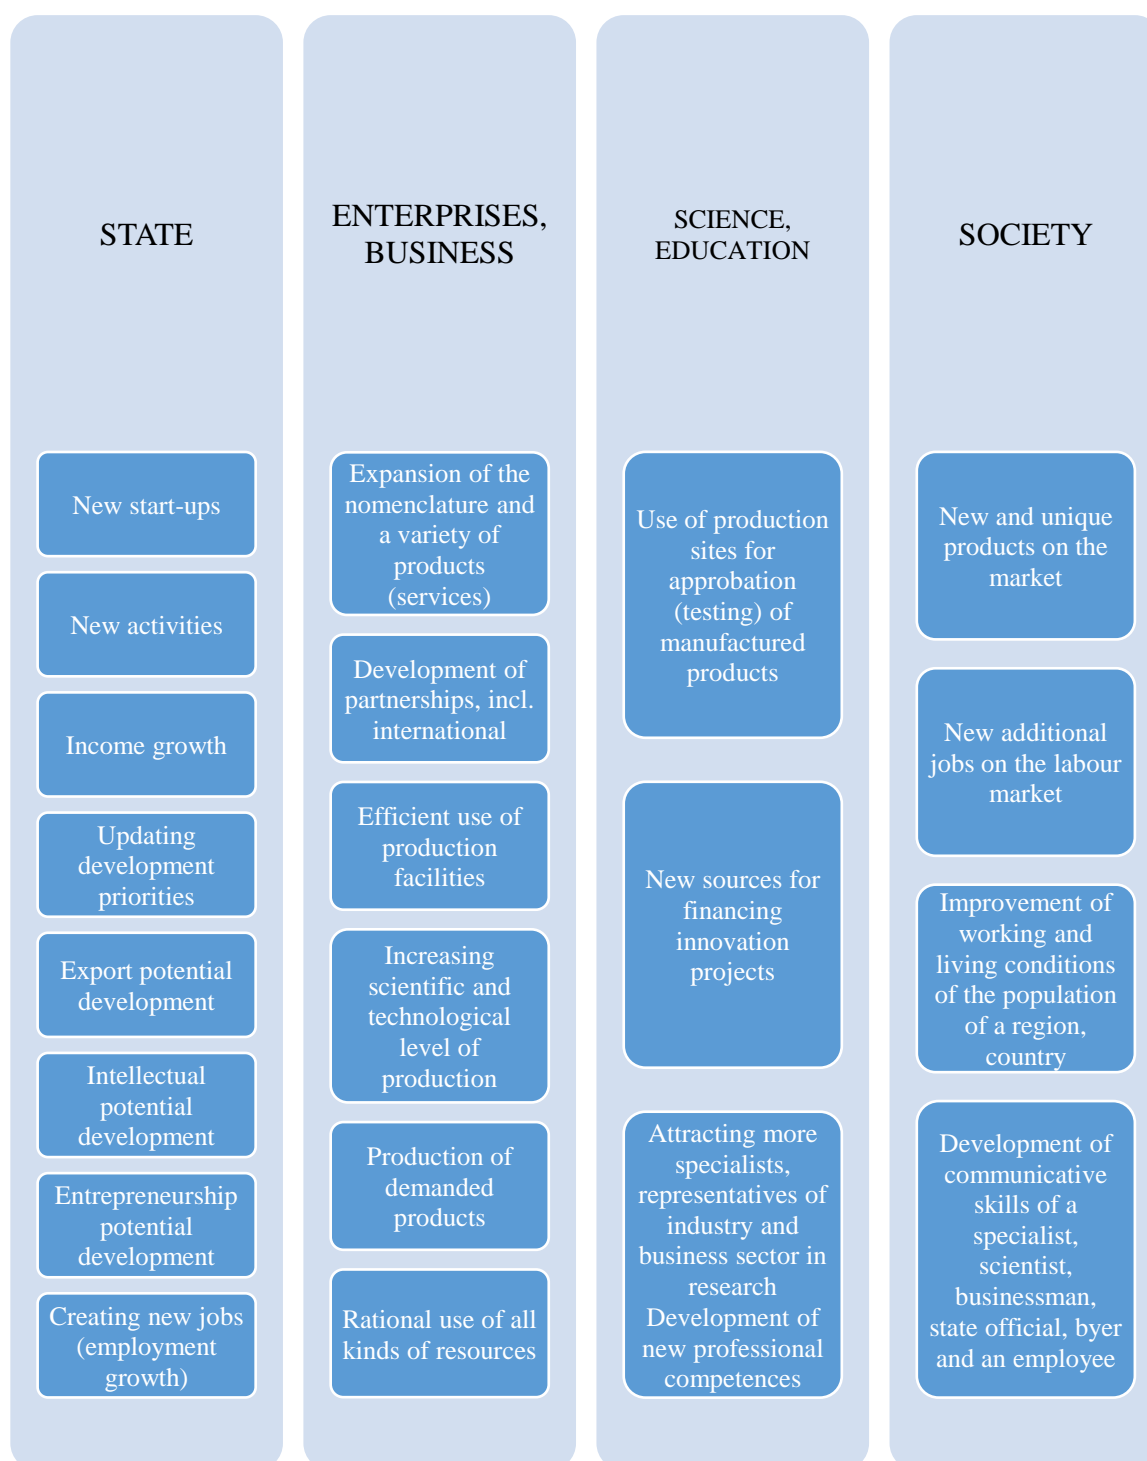 STATE
New start-ups
New activities
Income growth
Updating
development
priorities
Export potential
development
Intellectual
potential
development
Entrepreneurship
potential
development
Creating new jobs
(employment
growth)
ENTERPRISES,
BUSINESS
Expansion of the
nomenclature and
a variety of
products
(services)
Development of
partnerships, incl.
international
Efficient use of
production
facilities
Increasing
scientific and
technological
level of
production
Production of
demanded
products
Rational use of all
kinds of resources
SCIENCE,
EDUCATION
Use of production
sites for
approbation
(testing) of
manufactured
products
New sources for
financing
innovation
projects
Attracting more
specialists,
representatives of
industry and
business sector in
research
Development of
new professional
competences
SOCIETY
New and unique
products on the
market
New additional
jobs on the labour
market
Improvement of
working and
living conditions
of the population
of a region,
country
Development of
communicative
skills of a
specialist,
scientist,
businessman,
state official, byer
and an employee